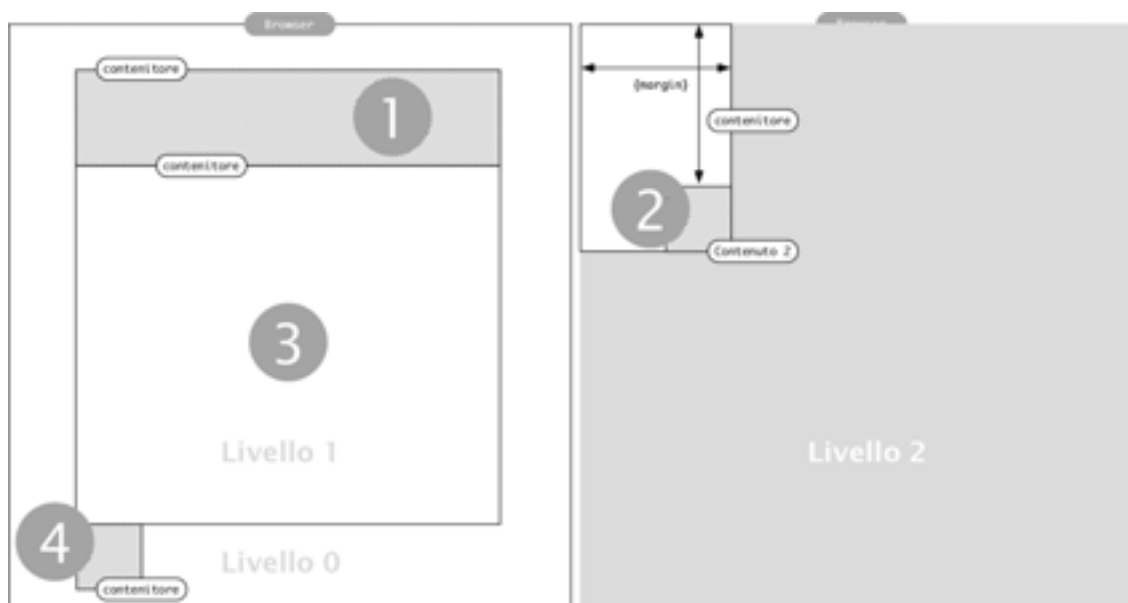 Browser
contenitore
1
contenitore
3
Livello 1
4
Livello 0
contenitore
{margin}
contenitore
2
Contenuto 2
Livello 2